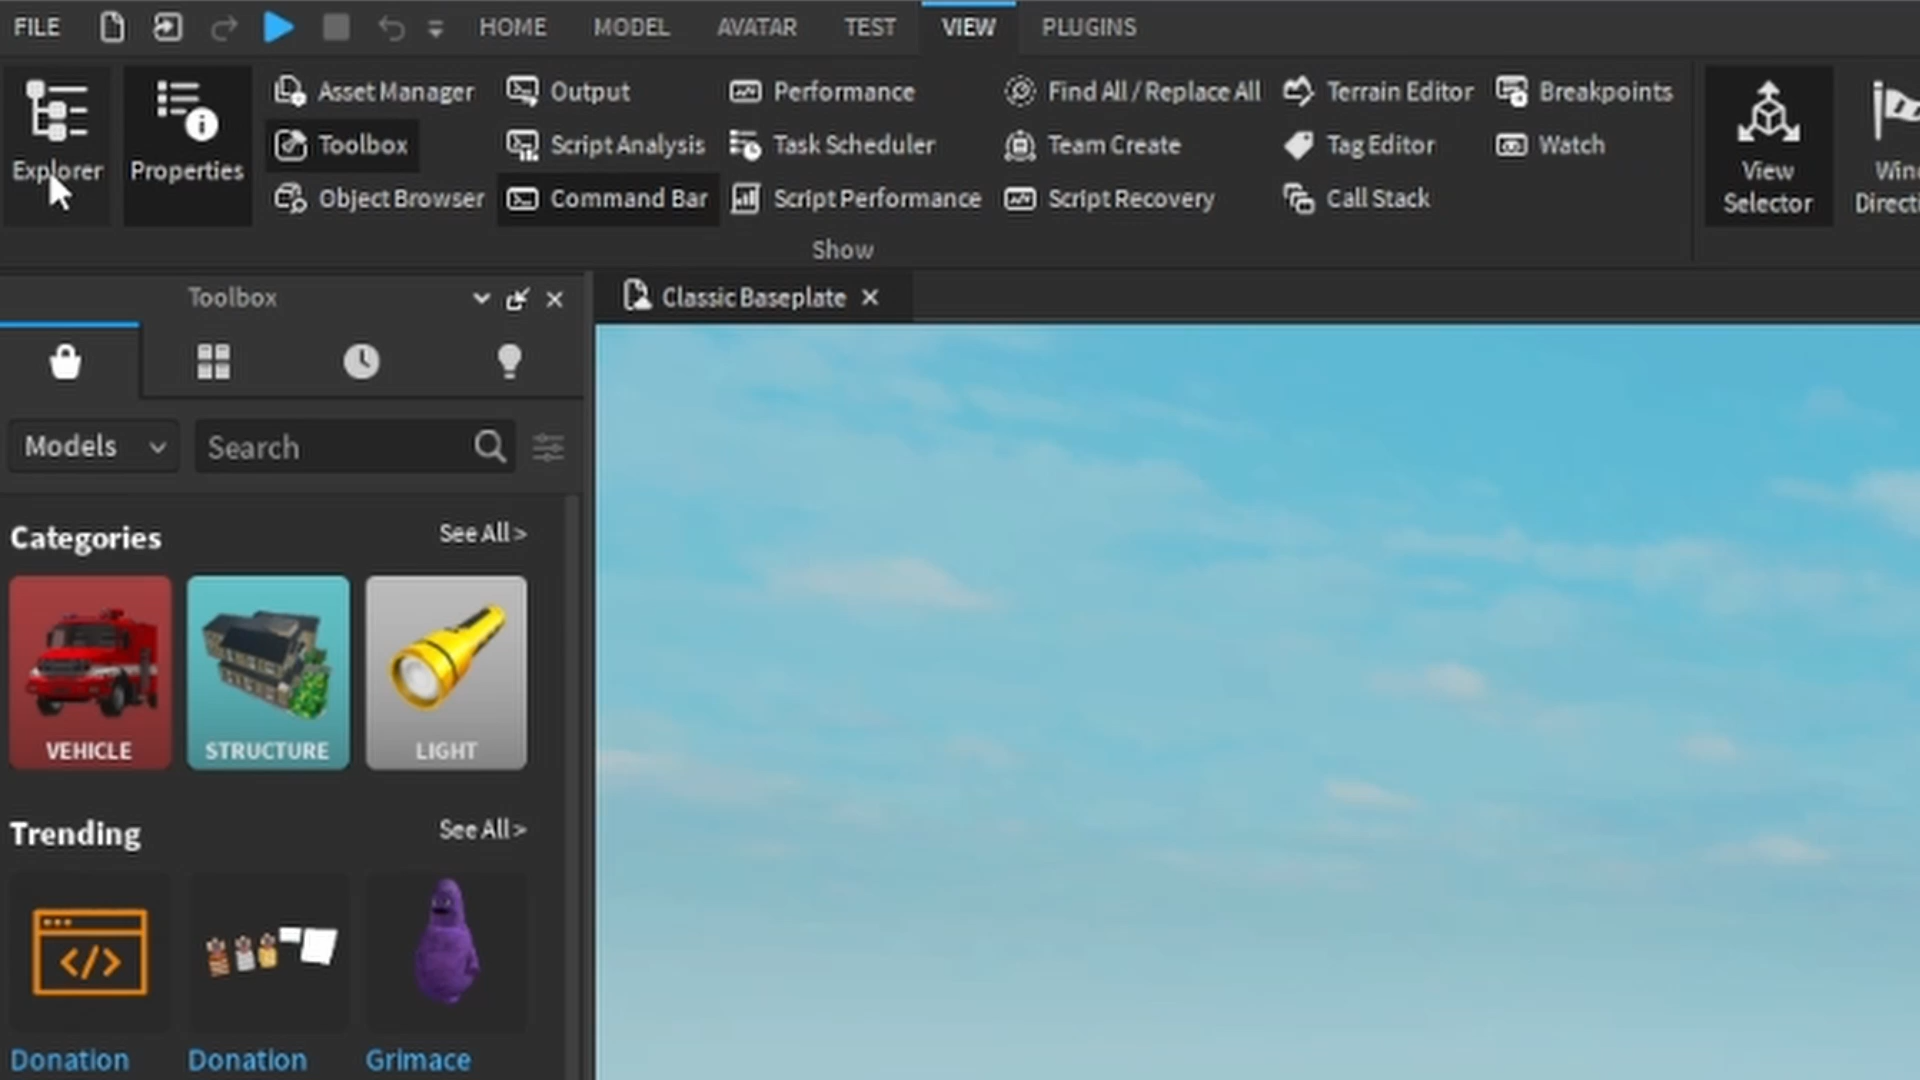 FILE HOME MODEL AVATAR TEST VIEW PLUGINS
Asset Manager Output Performance Find All / Replace All Terrain Editor Breakpoints
Explorer Properties Toolbox Script Analysis Task Scheduler Team Create Tag Editor Watch View Selector
Object Browser Command Bar Script Performance Script Recovery Call Stack
Show
Toolbox Classic Baseplate
Models Search
Categories See All >
VEHICLE STRUCTURE LIGHT
Trending See All >
Donation Donation Grimace